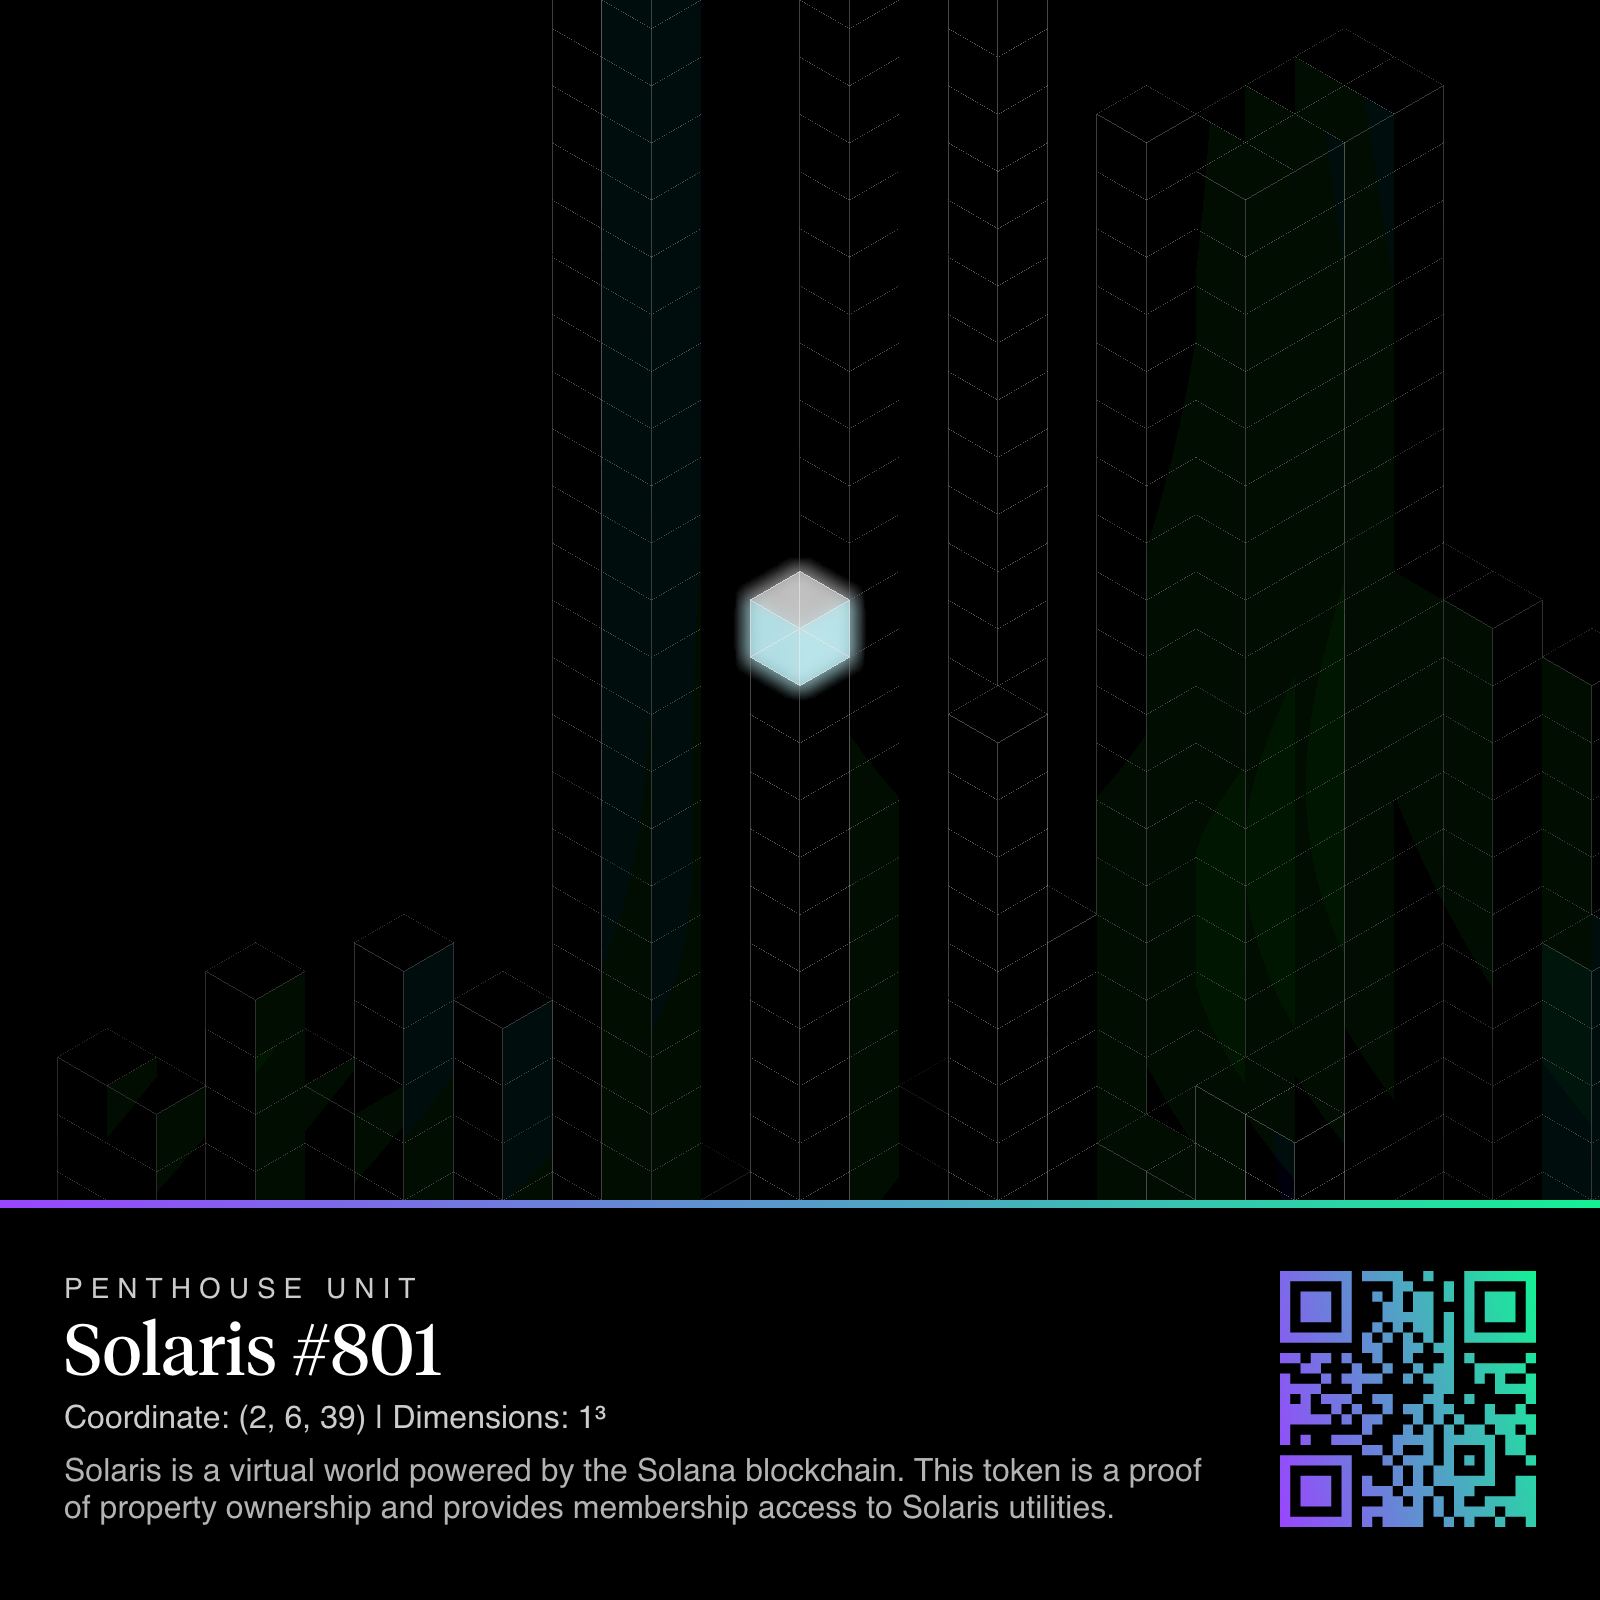 PENTHOUSE UNIT
Solaris #801
Coordinate: (2, 6, 39) | Dimensions: 1³
Solaris is a virtual world powered by the Solana blockchain. This token is a proof
of property ownership and provides membership access to Solaris utilities.